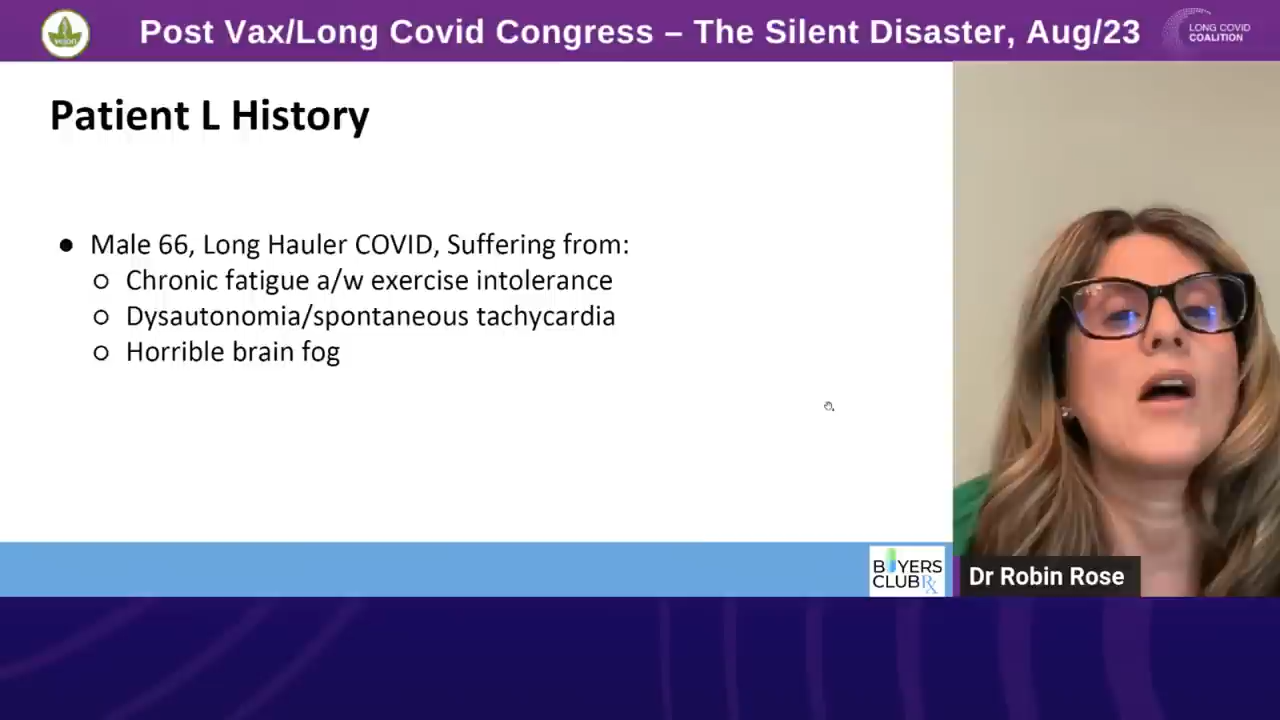 Post Vax/Long Covid Congress – The Silent Disaster, Aug/23
LONG COVID
COALITION
Patient L History
● Male 66, Long Hauler COVID, Suffering from:
○ Chronic fatigue a/w exercise intolerance
○ Dysautonomia/spontaneous tachycardia
○ Horrible brain fog
BUYERS
CLUB Rx
Dr Robin Rose